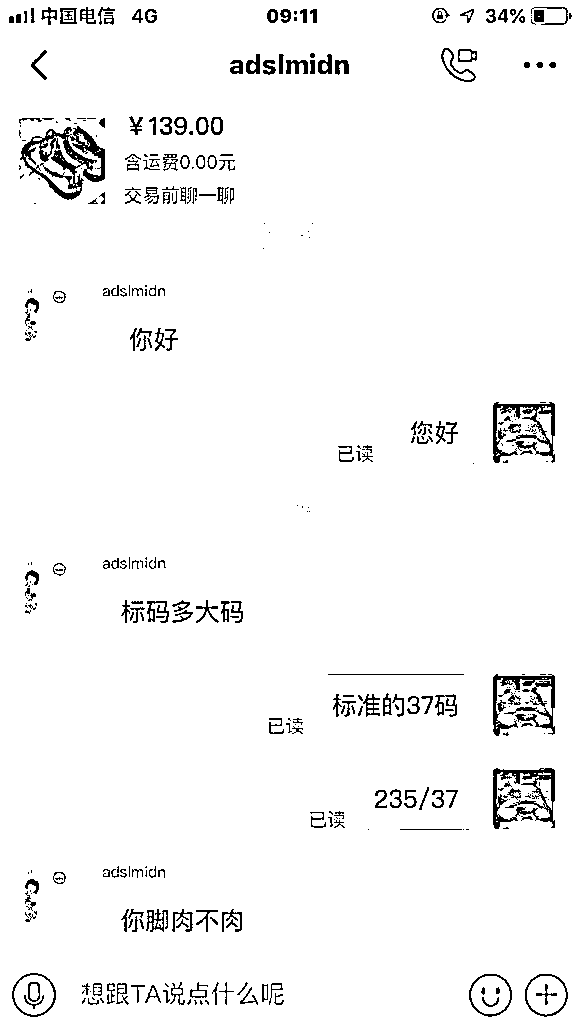 中国电信 4G 09:11 34%
adslmidn
￥139.00
含运费0.00元
交易前聊一聊
adslmidn
你好
您好
已读
adslmidn
标码多大码
标准的37码
已读
235/37
已读
adslmidn
你脚肉不肉
想跟TA说点什么呢